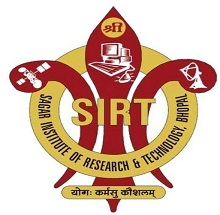 श्री
SIRT
SAGAR INSTITUTE OF RESEARCH & TECHNOLOGY, BHOPAL
योगः कर्मसु कौशलम्